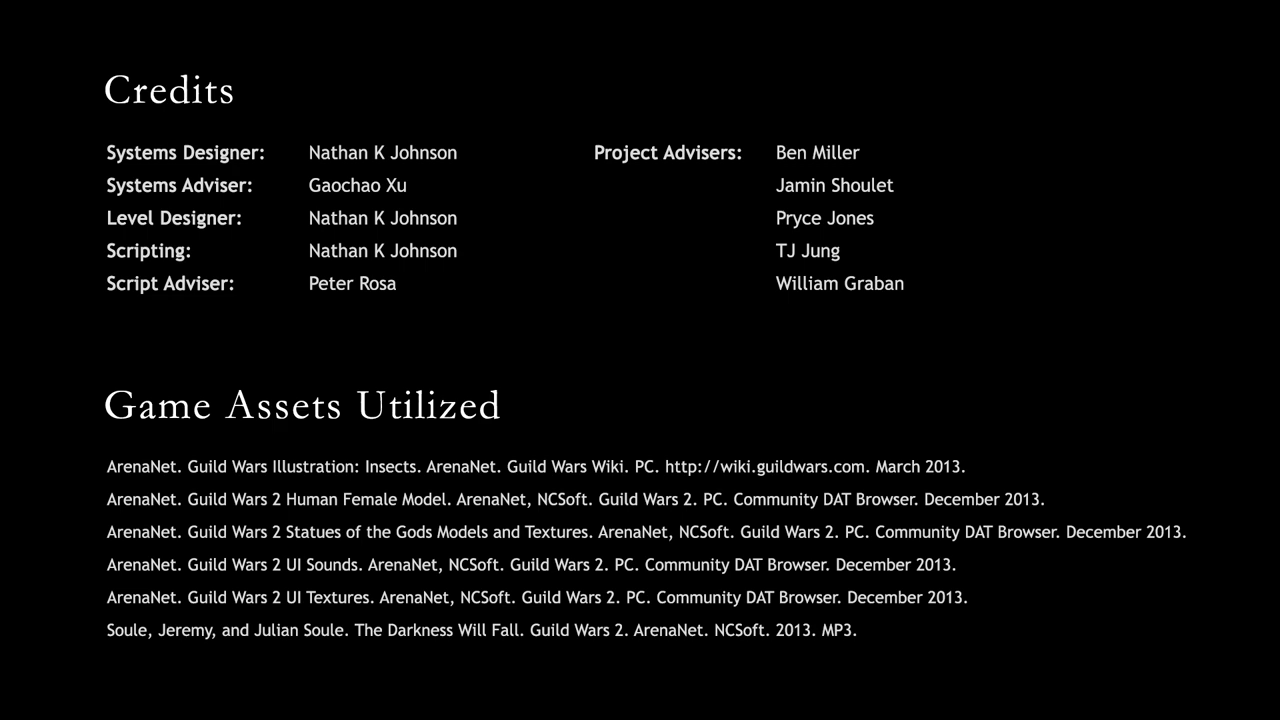 Credits
Systems Designer: Nathan K Johnson Project Advisers: Ben Miller
Systems Adviser: Gaochao Xu Jamin Shoulet
Level Designer: Nathan K Johnson Pryce Jones
Scripting: Nathan K Johnson TJ Jung
Script Adviser: Peter Rosa William Graban
Game Assets Utilized
ArenaNet. Guild Wars Illustration: Insects. ArenaNet. Guild Wars Wiki. PC. http://wiki.guildwars.com. March 2013.
ArenaNet. Guild Wars 2 Human Female Model. ArenaNet, NCSoft. Guild Wars 2. PC. Community DAT Browser. December 2013.
ArenaNet. Guild Wars 2 Statues of the Gods Models and Textures. ArenaNet, NCSoft. Guild Wars 2. PC. Community DAT Browser. December 2013.
ArenaNet. Guild Wars 2 UI Sounds. ArenaNet, NCSoft. Guild Wars 2. PC. Community DAT Browser. December 2013.
ArenaNet. Guild Wars 2 UI Textures. ArenaNet, NCSoft. Guild Wars 2. PC. Community DAT Browser. December 2013.
Soule, Jeremy, and Julian Soule. The Darkness Will Fall. Guild Wars 2. ArenaNet. NCSoft. 2013. MP3.